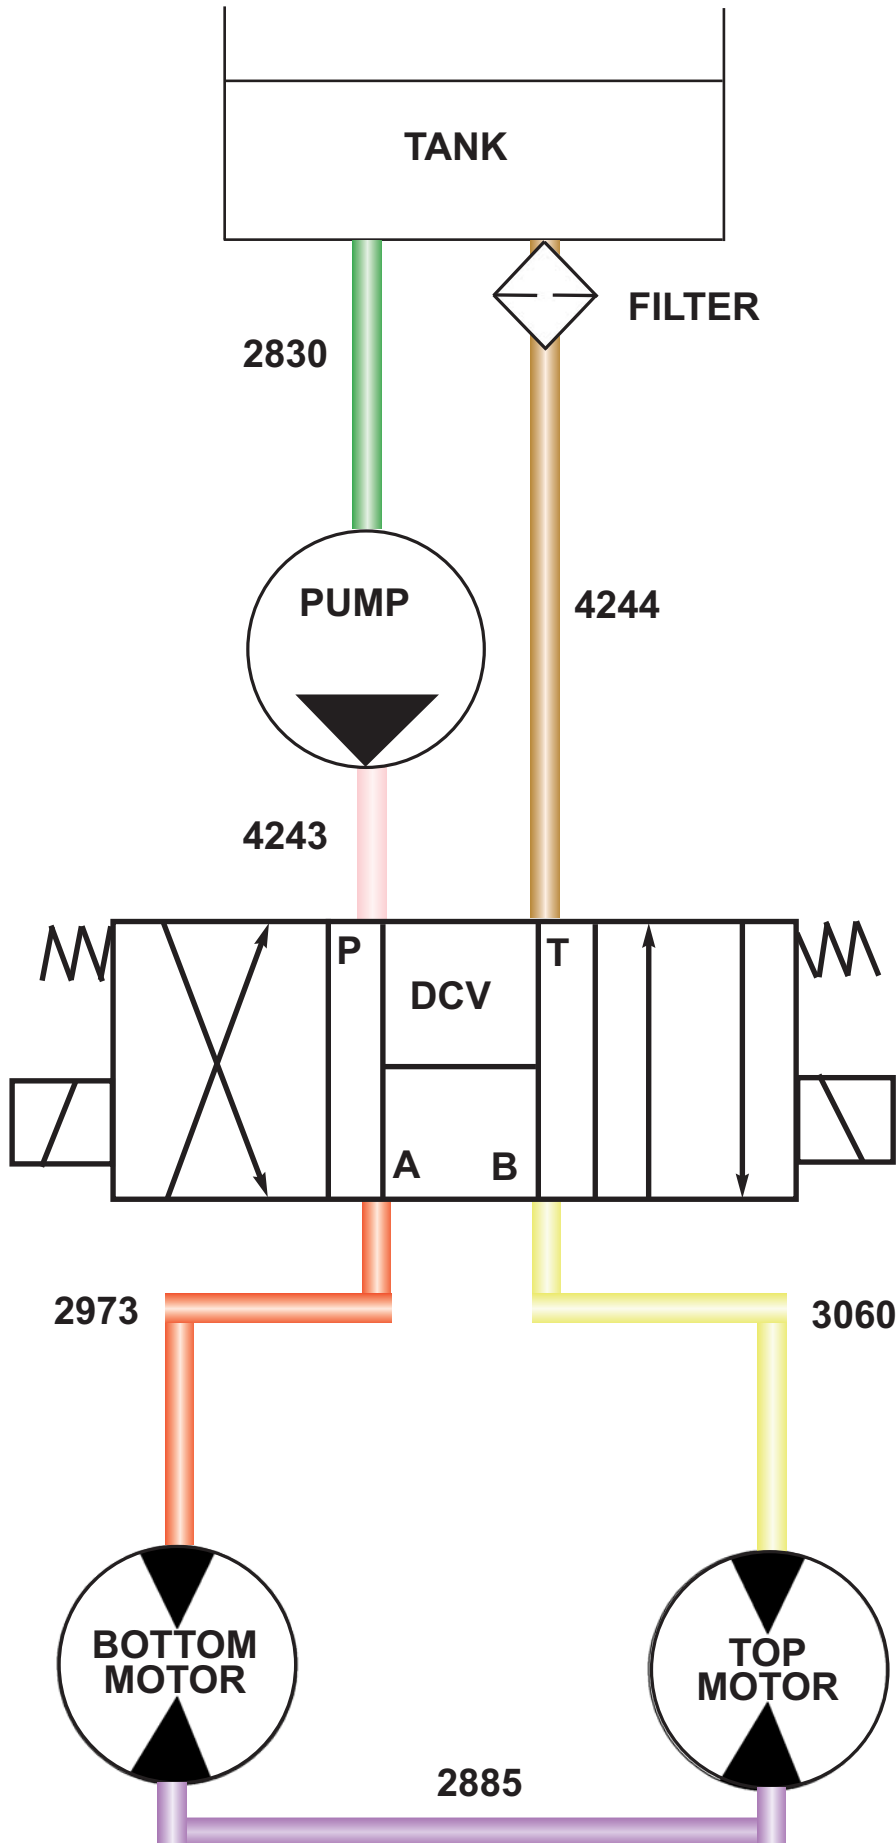 TANK
FILTER
2830
PUMP
4244
4243
P
T
DCV
A
B
2973
3060
BOTTOM
MOTOR
TOP
MOTOR
2885